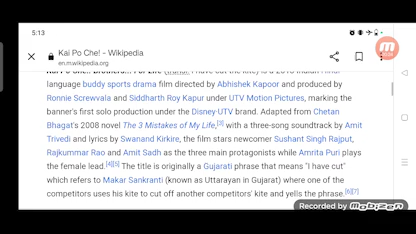 5:13
Kai Po Che! - Wikipedia
en.m.wikipedia.org
language buddy sports drama film directed by Abhishek Kapoor and produced by
Ronnie Screwvala and Siddharth Roy Kapur under UTV Motion Pictures, marking the
banner's first solo production under the Disney-UTV brand. Adapted from Chetan
Bhagat's 2008 novel The 3 Mistakes of My Life,[3] with a three-song soundtrack by Amit
Trivedi and lyrics by Swanand Kirkire, the film stars newcomer Sushant Singh Rajput,
Rajkummar Rao and Amit Sadh as the three main protagonists while Amrita Puri plays
the female lead.[4][5] The title is originally a Gujarati phrase that means "I have cut"
which refers to Makar Sankranti (known as Uttarayan in Gujarat) where one of the
competitors uses his kite to cut off another competitors' kite and yells the phrase.[6][7]
Recorded by Mobizen